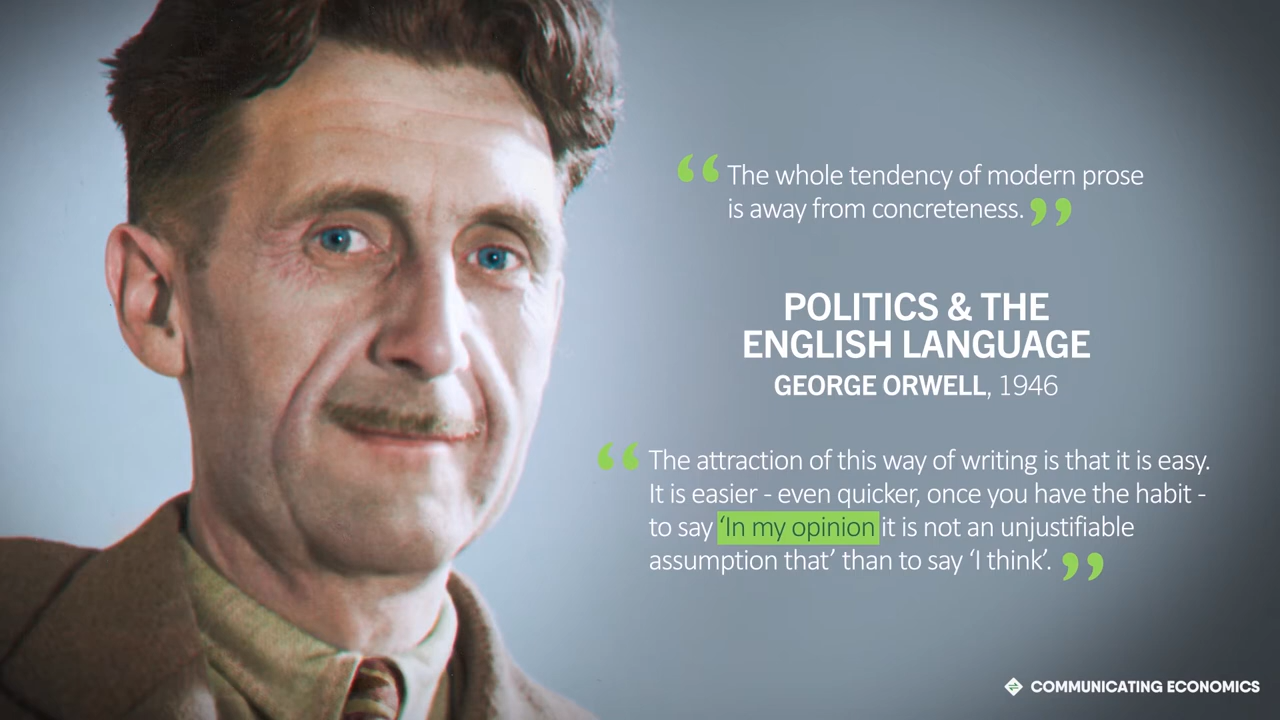 “ The whole tendency of modern prose
is away from concreteness. ”
POLITICS & THE
ENGLISH LANGUAGE
GEORGE ORWELL, 1946
“ The attraction of this way of writing is that it is easy.
It is easier - even quicker, once you have the habit -
to say ‘In my opinion it is not an unjustifiable
assumption that’ than to say ‘I think’. ”
COMMUNICATING ECONOMICS